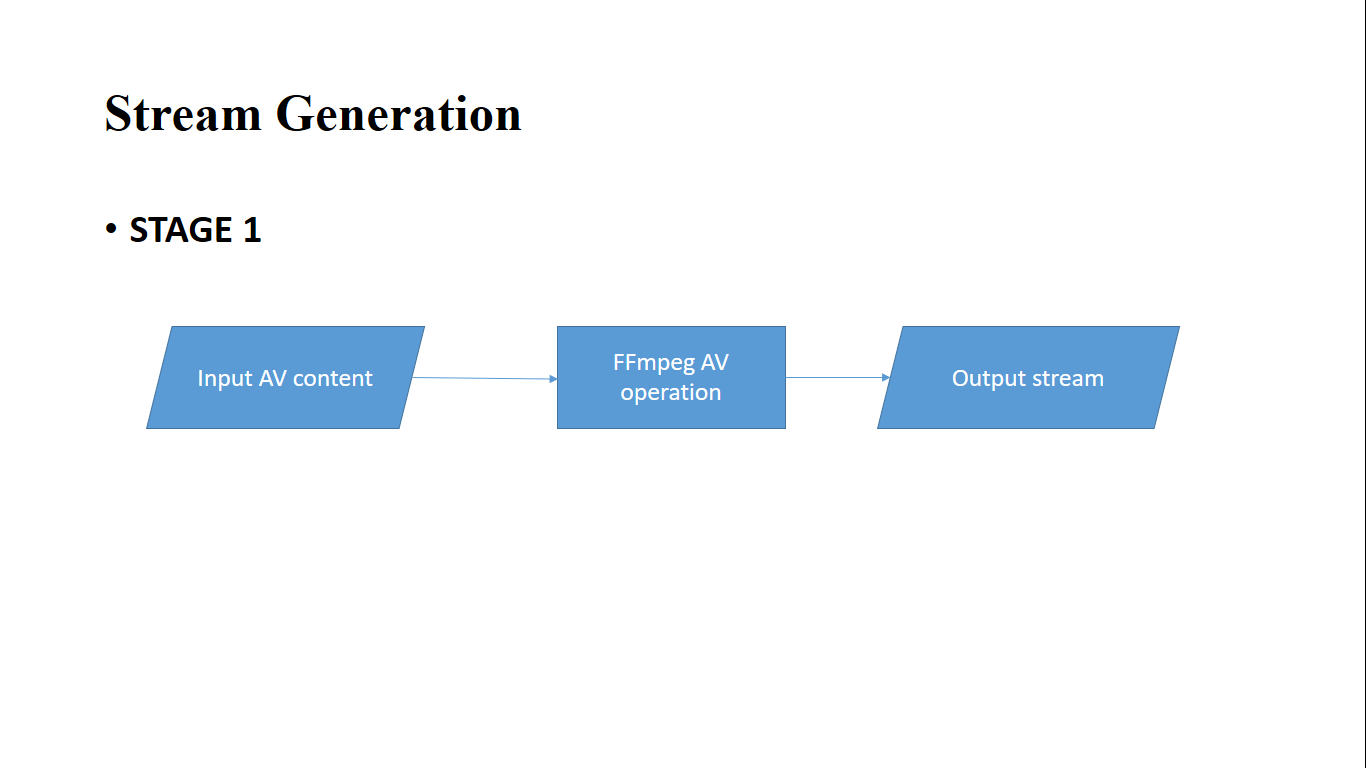 Stream Generation
• STAGE 1
Input AV content
FFmpeg AV
operation
Output stream